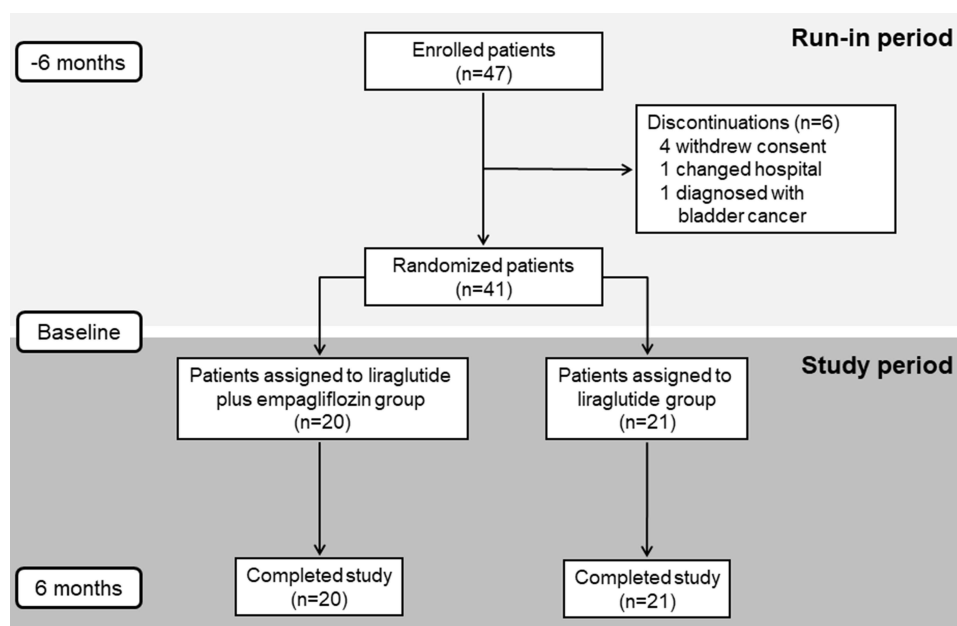 Run-in period
-6 months
Enrolled patients
(n=47)
Discontinuations (n=6)
4 withdrew consent
1 changed hospital
1 diagnosed with
bladder cancer
Randomized patients
(n=41)
Baseline
Study period
Patients assigned to liraglutide
plus empagliflozin group
(n=20)
Patients assigned to
liraglutide group
(n=21)
6 months
Completed study
(n=20)
Completed study
(n=21)